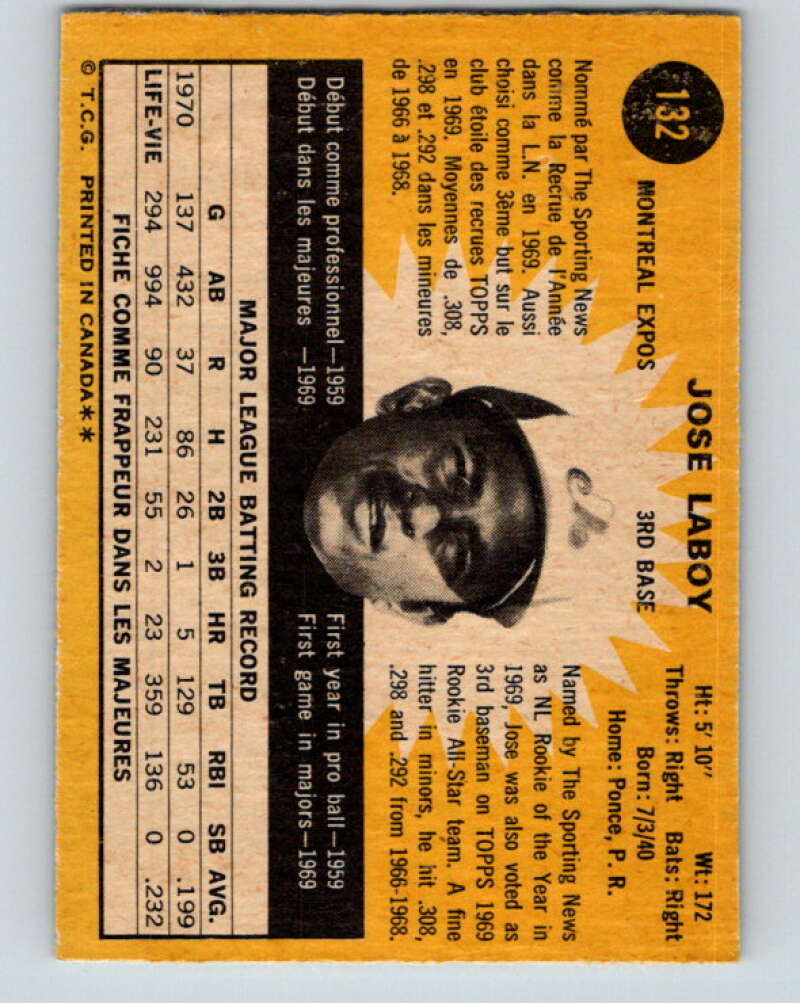 132
JOSE LABOY
MONTREAL EXPOS
3RD BASE
Ht: 5' 10" Wt: 172
Throws: Right Bats: Right
Born: 7/3/40
Home: Ponce, P. R.
Nommé par The Sporting News
comme la Recrue de l'Année
dans la L.N. en 1969. Aussi
choisi comme 3ème but sur le
club étoile des recrues TOPPS
en 1969. Moyennes de .308,
.298 et .292 dans les mineures
de 1966 à 1968.
Named by The Sporting News
as NL Rookie of the Year in
1969, Jose was also voted as
3rd baseman on TOPPS 1969
Rookie All-Star team. A fine
hitter in minors, he hit .308,
.298 and .292 from 1966-1968.
Début comme professionnel—1959
Début dans les majeures —1969
First year in pro ball—1959
First game in majors—1969
MAJOR LEAGUE BATTING RECORD
G AB R H 2B 3B HR TB RBI SB AVG.
1970 137 432 37 86 26 1 5 129 53 0 .199
LIFE-VIE 294 994 90 231 55 2 23 359 136 0 .232
FICHE COMME FRAPPEUR DANS LES MAJEURES
© T.C.G. PRINTED IN CANADA**